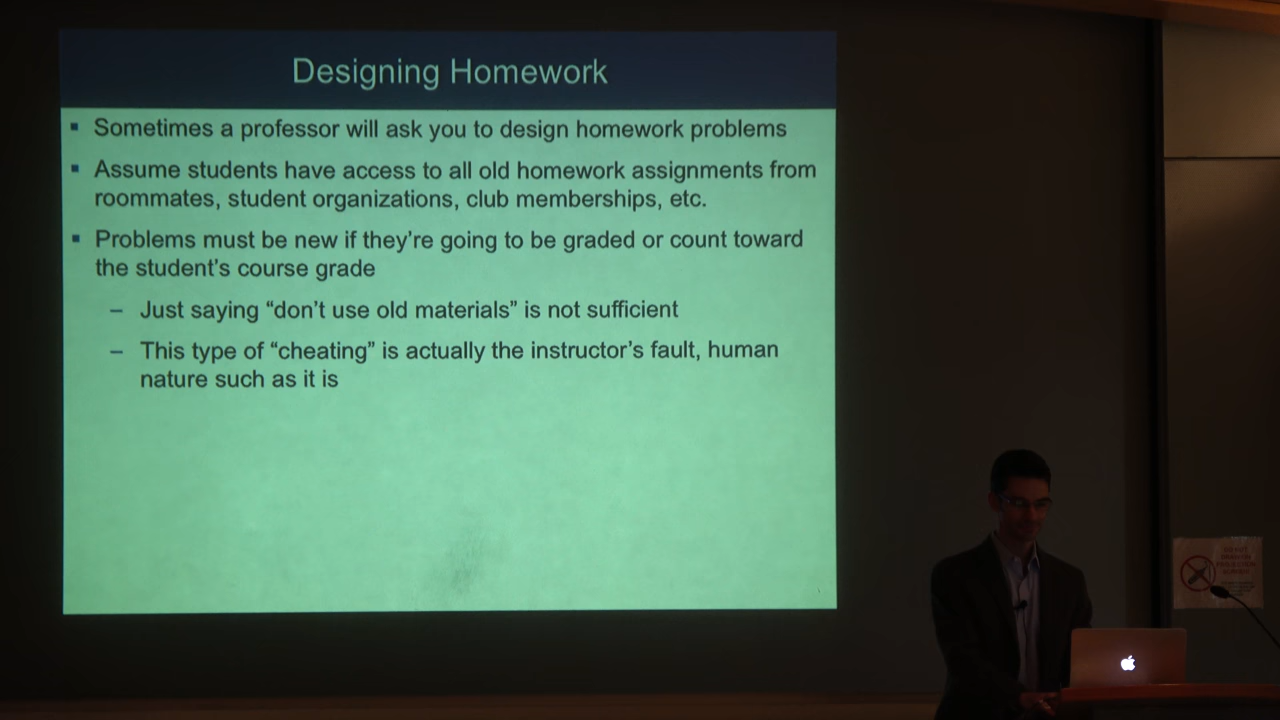 Designing Homework
▪ Sometimes a professor will ask you to design homework problems
▪ Assume students have access to all old homework assignments from
roommates, student organizations, club memberships, etc.
▪ Problems must be new if they're going to be graded or count toward
the student's course grade
– Just saying “don't use old materials” is not sufficient
– This type of “cheating” is actually the instructor's fault, human
nature such as it is
DO NOT